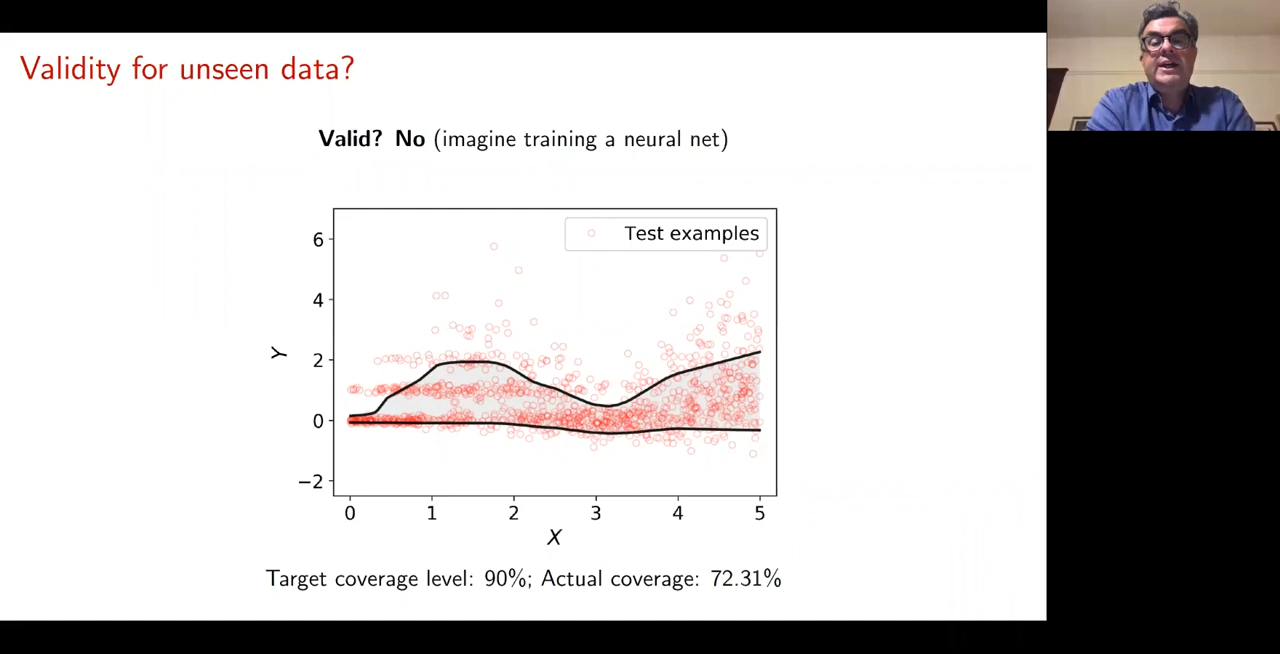 Validity for unseen data?
Valid? No (imagine training a neural net)
Test examples
6
4
2
0
−2
Y
0 1 2 3 4 5
X
Target coverage level: 90%; Actual coverage: 72.31%